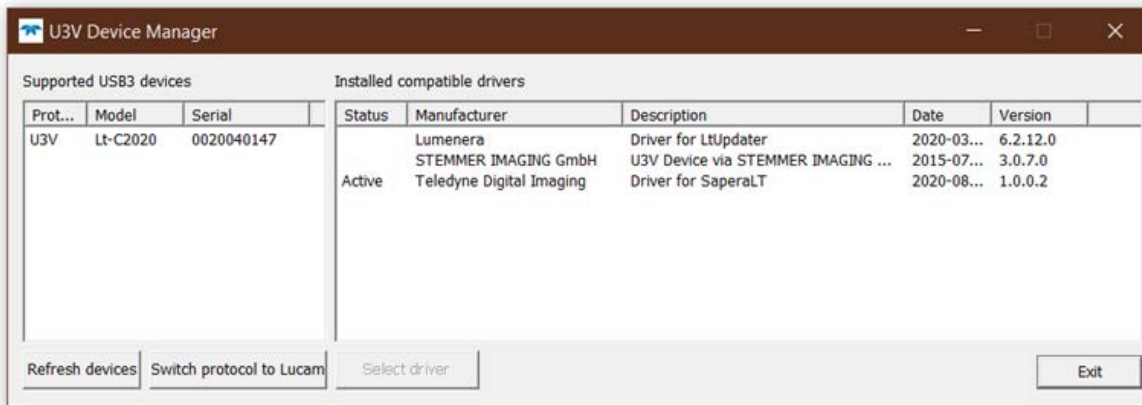 U3V Device Manager
Supported USB3 devices
Installed compatible drivers
Prot... Model Serial
Status Manufacturer Description Date Version
U3V Lt-C2020 0020040147
Lumenera Driver for LtUpdater 2020-03... 6.2.12.0
STEMMER IMAGING GmbH U3V Device via STEMMER IMAGING ... 2015-07... 3.0.7.0
Active Teledyne Digital Imaging Driver for SaperaLT 2020-08... 1.0.0.2
Refresh devices Switch protocol to Lucam Select driver Exit